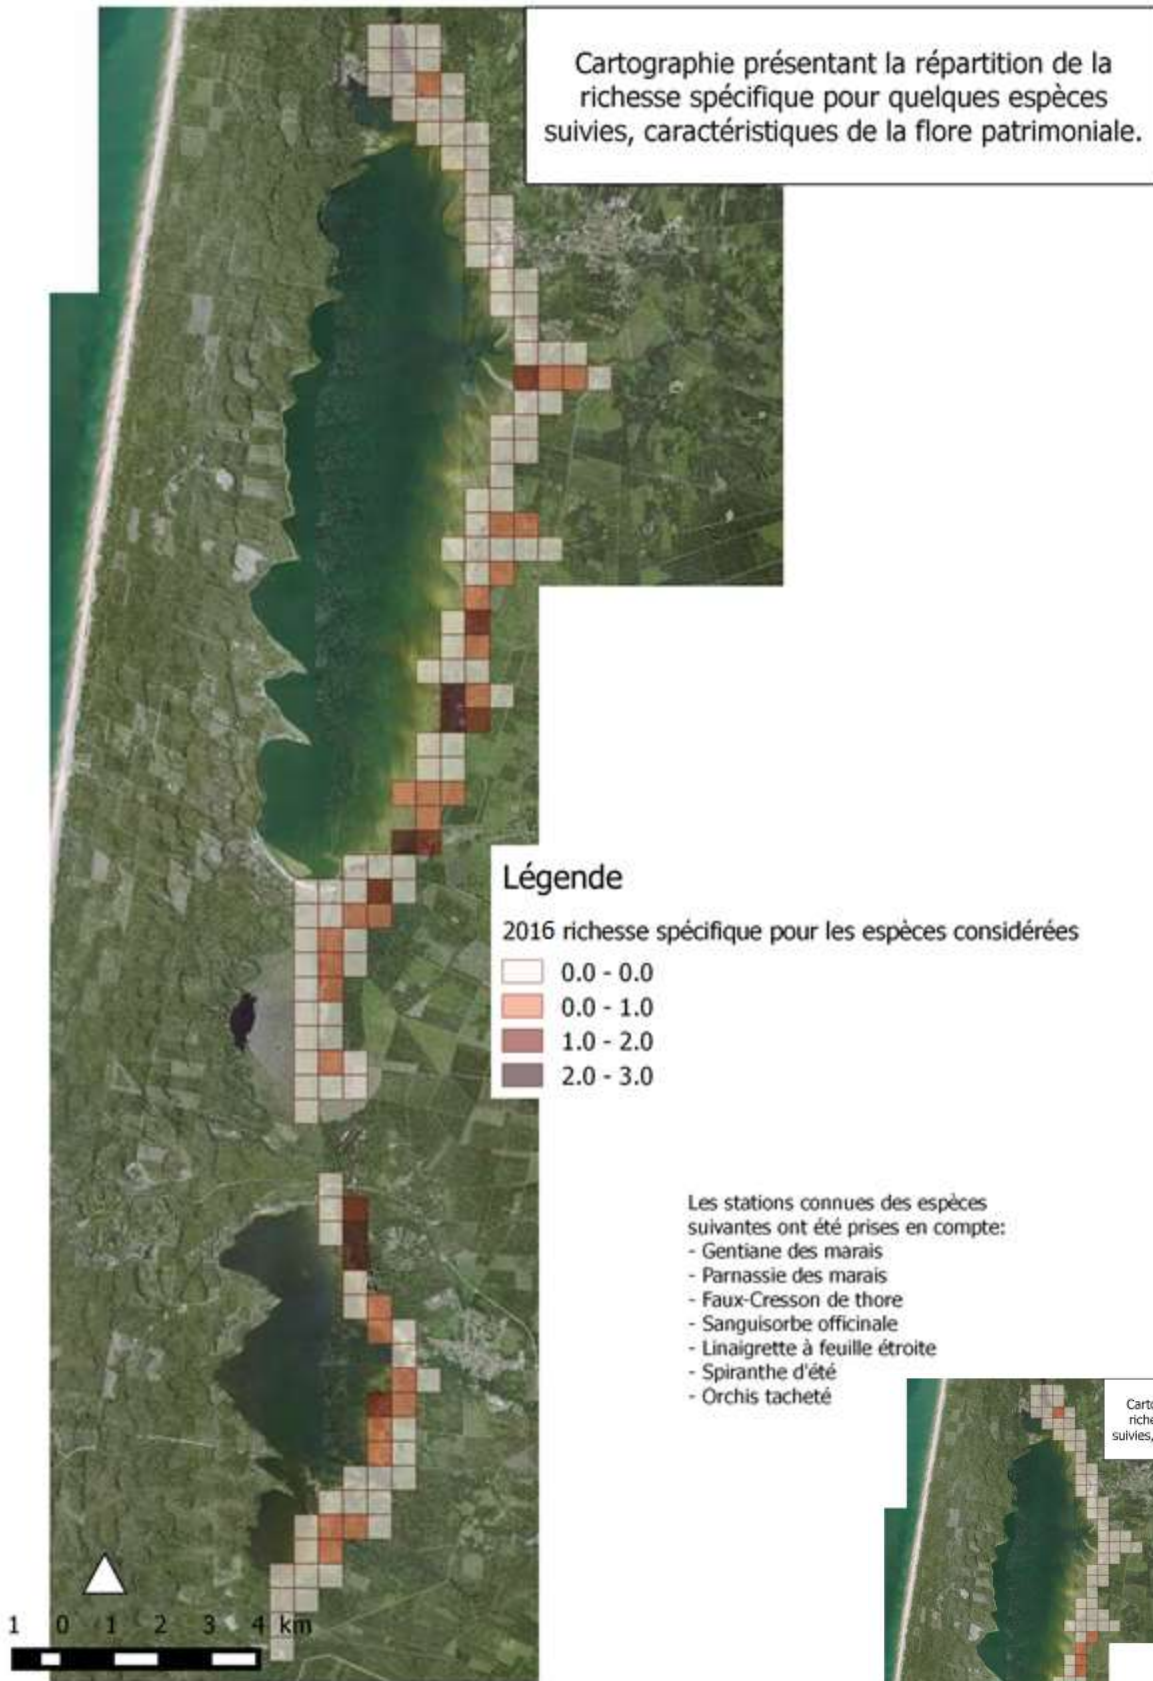 Cartographie présentant la répartition de la
richesse spécifique pour quelques espèces
suivies, caractéristiques de la flore patrimoniale.
Légende
2016 richesse spécifique pour les espèces considérées
0.0 - 0.0
0.0 - 1.0
1.0 - 2.0
2.0 - 3.0
Les stations connues des espèces
suivantes ont été prises en compte:
- Gentiane des marais
- Parnassie des marais
- Faux-Cresson de thore
- Sanguisorbe officinale
- Linaigrette à feuille étroite
- Spiranthe d'été
- Orchis tacheté
Carto
riche
suivies,
1 0 1 2 3 4 km